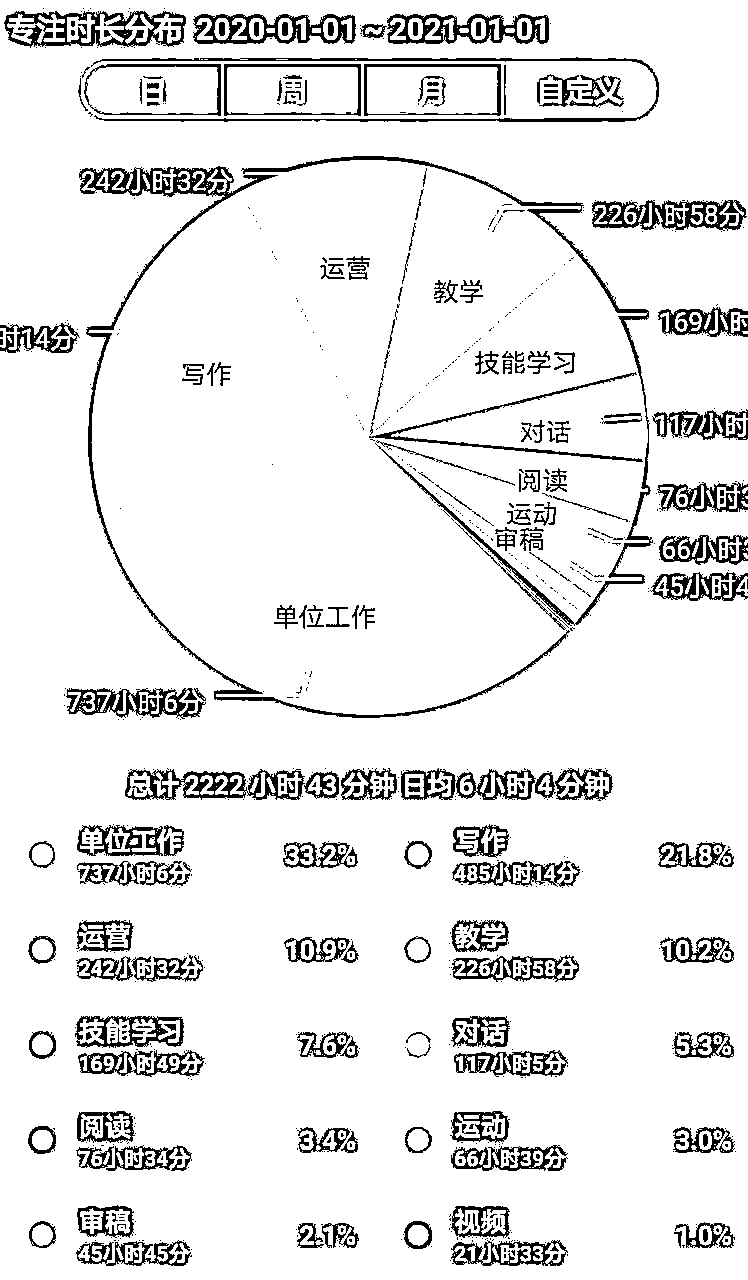 专注时长分布 2020-01-01 ~ 2021-01-01
日 周 月 自定义
242小时32分
226小时58分
运营
教学
169小时
时14分
技能学习
写作
117小时
对话
阅读
76小时3
运动
审稿
66小时3
45小时4
单位工作
737小时6分
总计 2222 小时 43 分钟 日均 6 小时 4 分钟
单位工作 33.2% 写作 21.8%
737小时6分 485小时14分
运营 10.9% 教学 10.2%
242小时32分 226小时58分
技能学习 7.6% 对话 5.3%
169小时49分 117小时5分
阅读 3.4% 运动 3.0%
76小时34分 66小时39分
审稿 2.1% 视频 1.0%
45小时45分 21小时33分